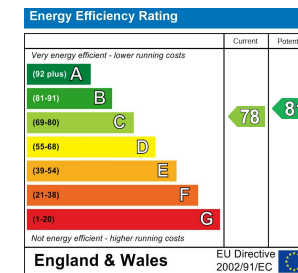 Energy Efficiency Rating
Current
Very energy efficient - lower running costs
(92 plus) A
(81-91) B
(69-80) C
78
(55-68) D
(39-54) E
(21-38) F
(1-20) G
Not energy efficient - higher running costs
England & Wales
EU Directive
2002/91/EC